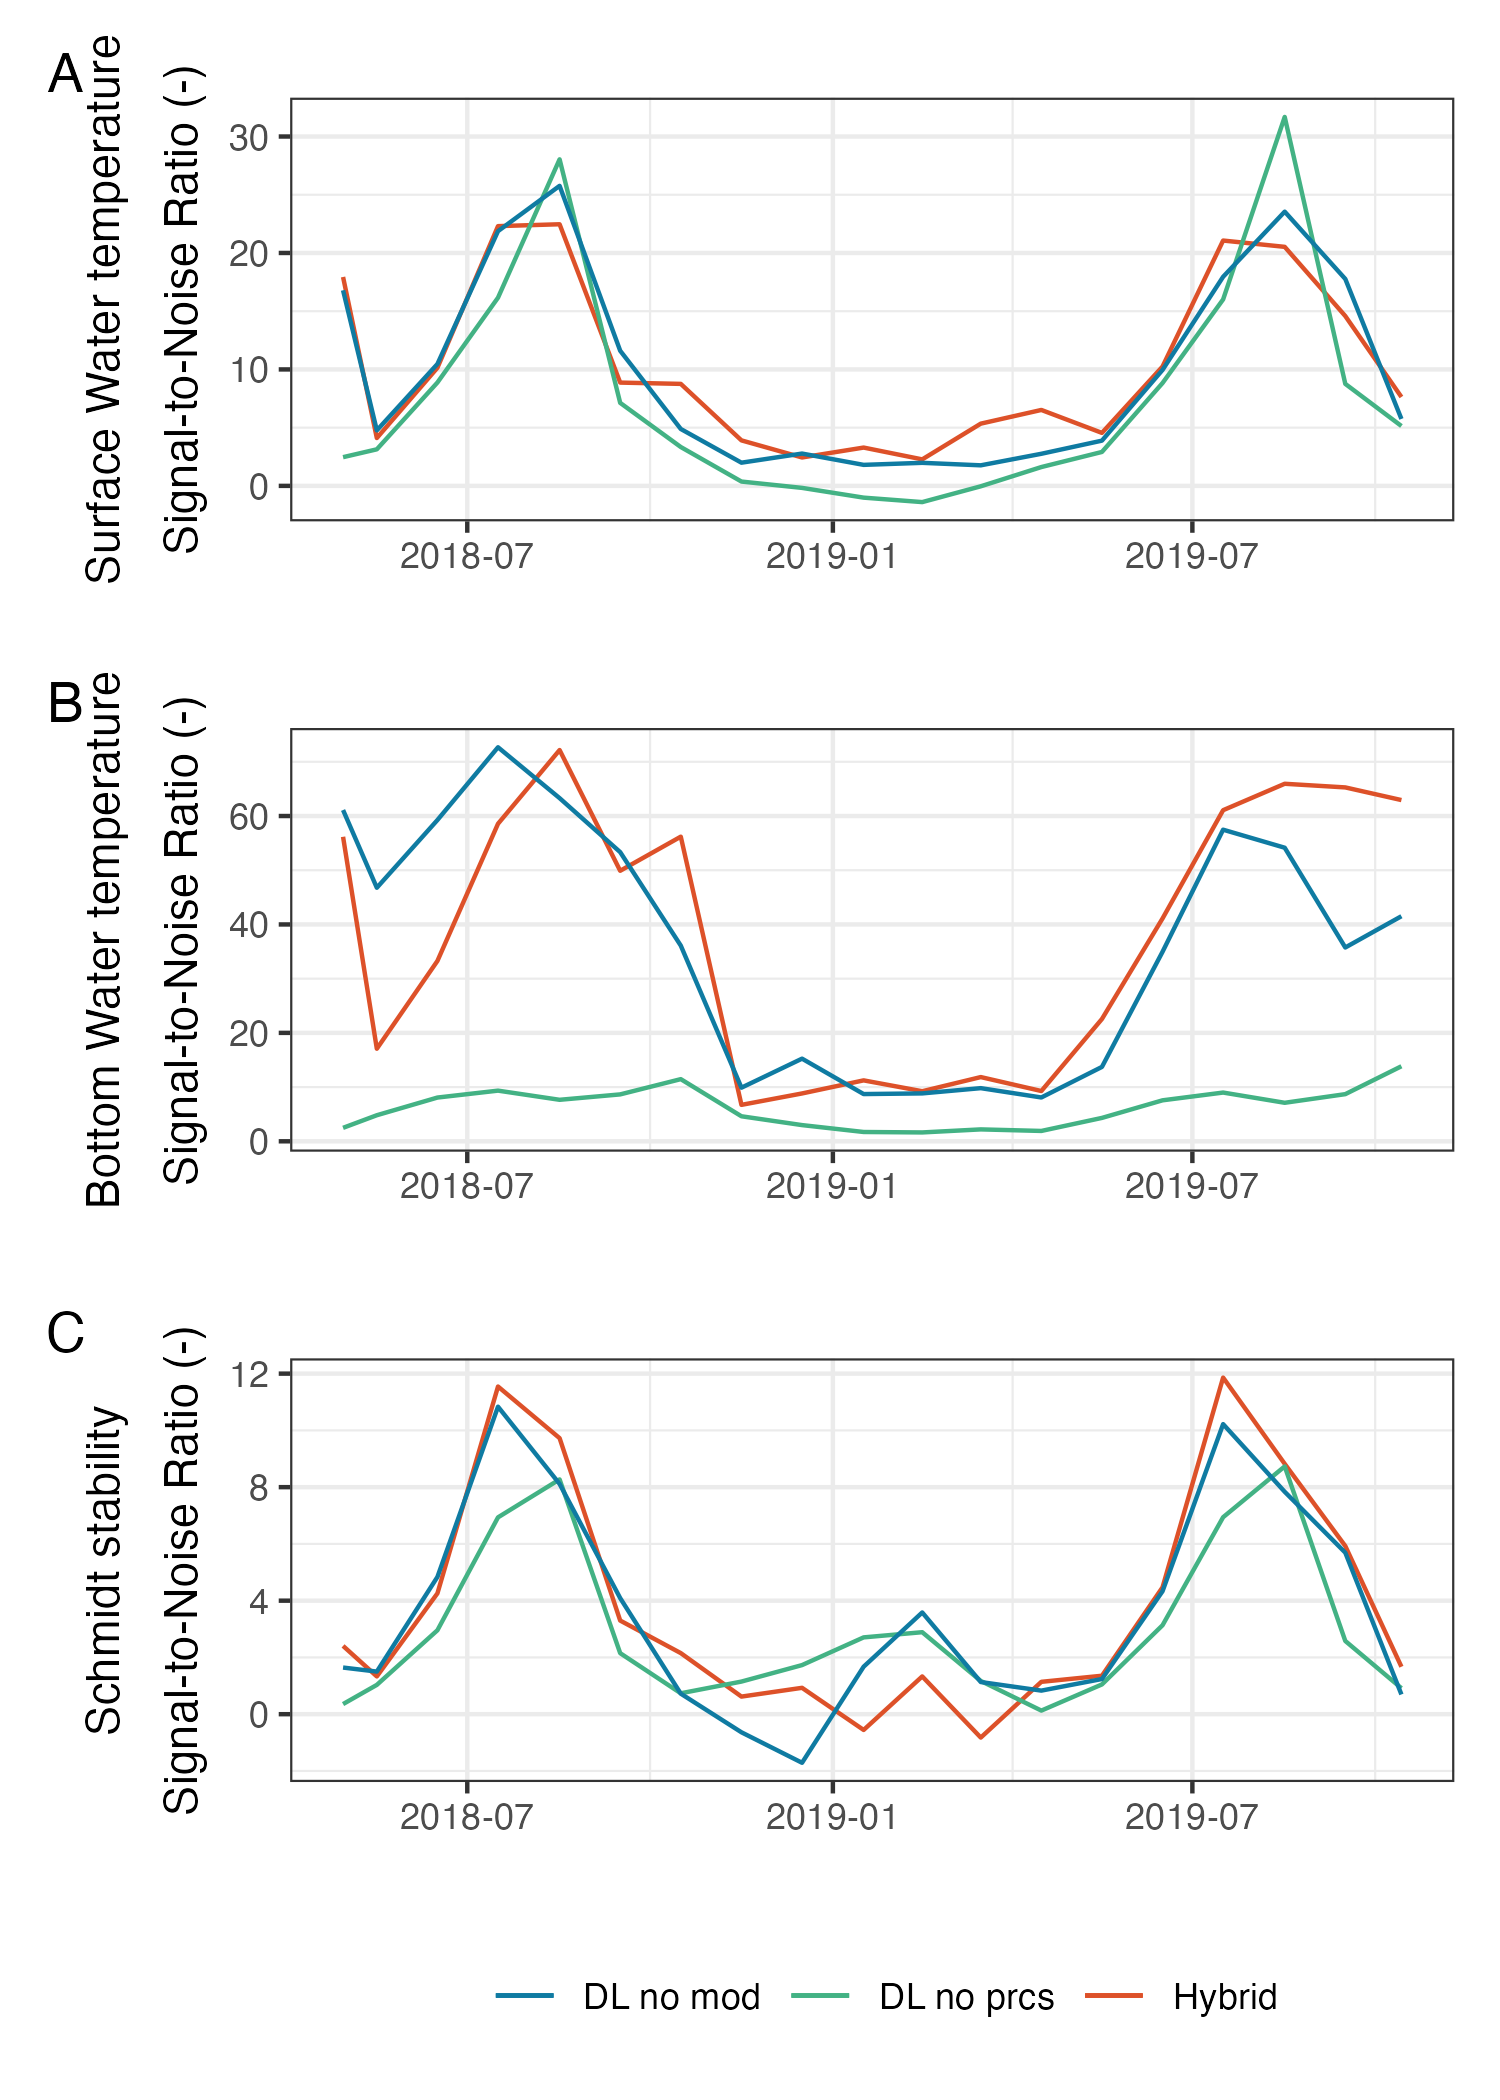 A
Surface Water temperature
Signal-to-Noise Ratio (-)
30
20
10
0
2018-07 2019-01 2019-07
B
Bottom Water temperature
Signal-to-Noise Ratio (-)
60
40
20
0
2018-07 2019-01 2019-07
C
Schmidt stability
Signal-to-Noise Ratio (-)
12
8
4
0
2018-07 2019-01 2019-07
DL no mod DL no prcs Hybrid